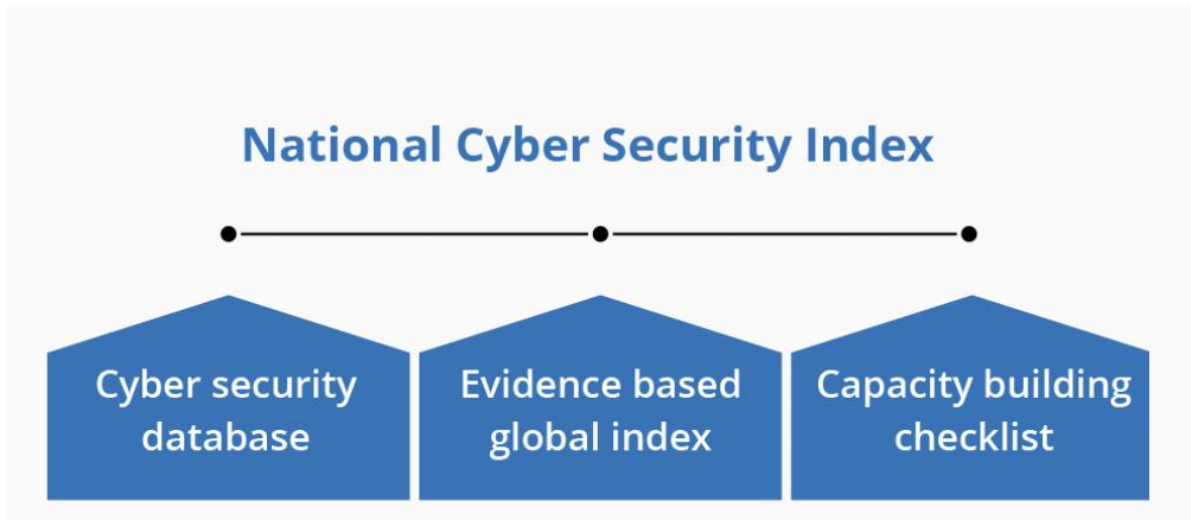 National Cyber Security Index
Cyber security
database
Evidence based
global index
Capacity building
checklist